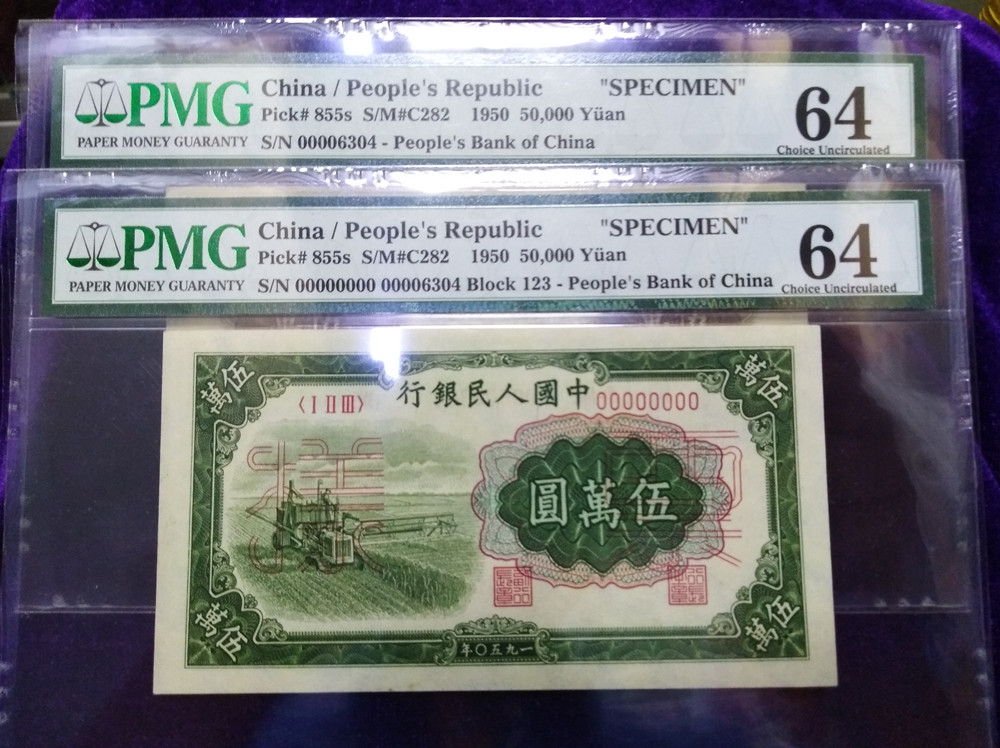 PMG
PAPER MONEY GUARANTY
China / People's Republic "SPECIMEN"
Pick# 855s S/M#C282 1950 50,000 Yüan
S/N 00006304 - People's Bank of China
64
Choice Uncirculated
PMG
PAPER MONEY GUARANTY
China / People's Republic "SPECIMEN"
Pick# 855s S/M#C282 1950 50,000 Yüan
S/N 00000000 00006304 Block 123 - People's Bank of China
64
Choice Uncirculated
萬伍
行銀民人國中
萬伍
〈I II III〉
00000000
圓萬伍
萬伍
萬伍
年〇五九一